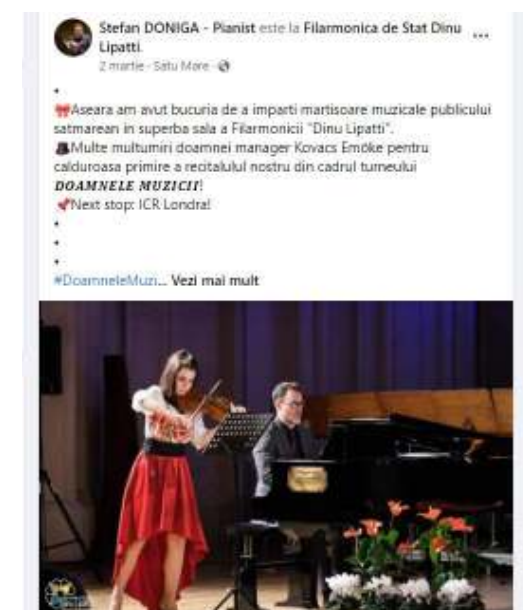 Stefan DONIGA - Pianist este la Filarmonica de Stat Dinu
Lipatti.
2 martie · Satu Mare ·
Aseara am avut bucuria de a imparti martisoare muzicale publicului
satmarean in superba sala a Filarmonicii "Dinu Lipatti".
Multe multumiri doamnei manager Kovacs Emőke pentru
calduroasa primire a recitalulul nostru din cadrul turneului
DOAMNELE MUZICII!
Next stop: ICR Londra!
#DoamneleMuzi... Vezi mai mult